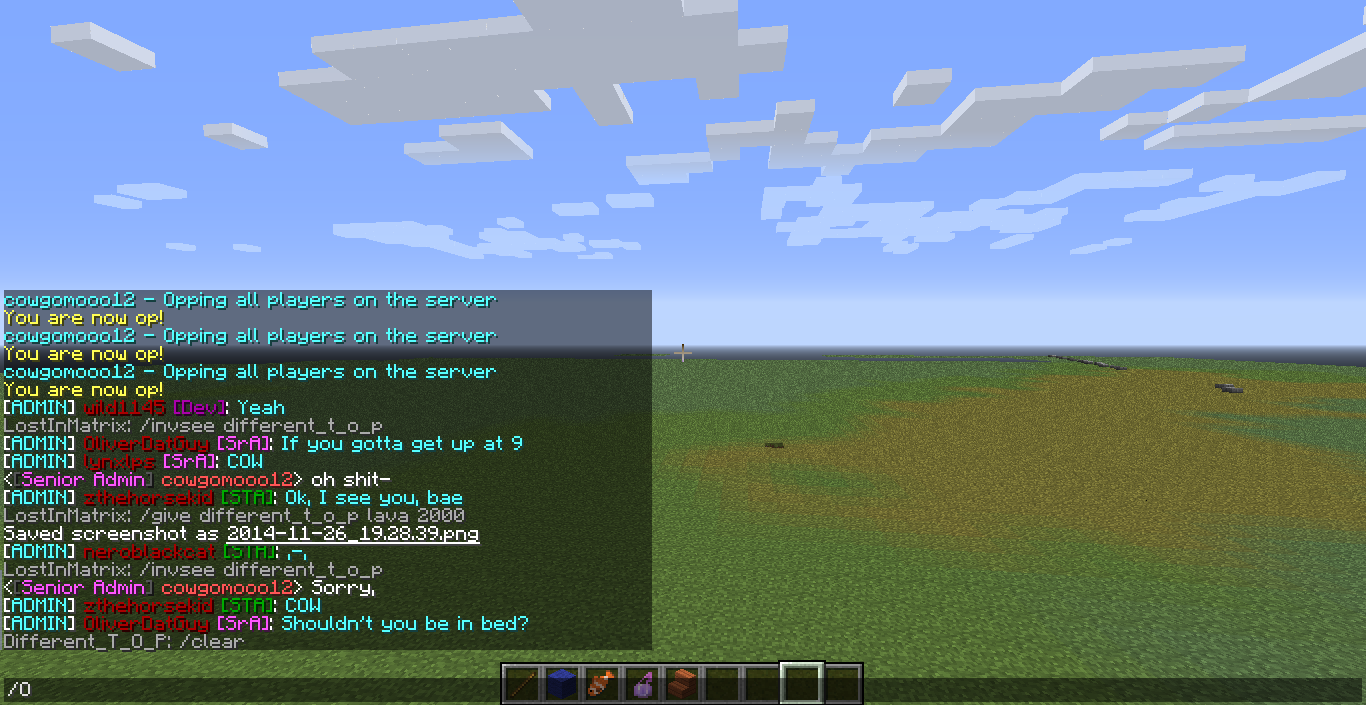 cowgomooo12 - Opping all players on the server
You are now op!
cowgomooo12 - Opping all players on the server
You are now op!
cowgomooo12 - Opping all players on the server
You are now op!
[ADMIN] wild1145 [Dev]: Yeah
LostInMatrix: /invsee different_t_o_p
[ADMIN] OliverDatGuy [SrA]: If you gotta get up at 9
[ADMIN] lynxlps [SrA]: COW
<[Senior Admin] cowgomooo12> oh shit-
[ADMIN] zthehorsekid [STA]: Ok, I see you, bae
LostInMatrix: /give different_t_o_p lava 2000
Saved screenshot as 2014-11-26_19.28.39.png
[ADMIN] neroblackcat [STA]: ,-,
LostInMatrix: /invsee different_t_o_p
<[Senior Admin] cowgomooo12> Sorry,
[ADMIN] zthehorsekid [STA]: COW
[ADMIN] OliverDatGuy [SrA]: Shouldn't you be in bed?
Different_T_O_P: /clear
/O